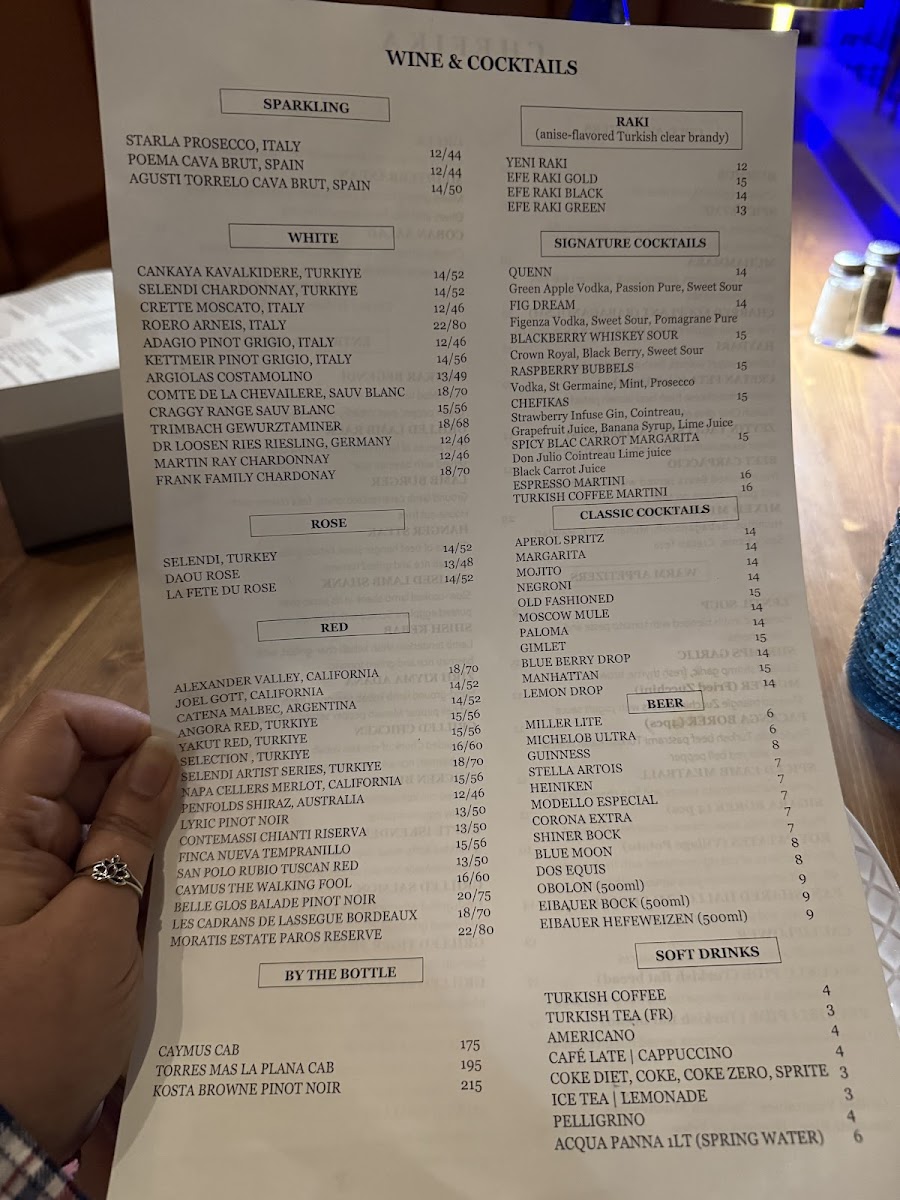 WINE & COCKTAILS
SPARKLING
STARLA PROSECCO, ITALY 12/44
POEMA CAVA BRUT, SPAIN 12/44
AGUSTI TORRELO CAVA BRUT, SPAIN 14/50
WHITE
CANKAYA KAVALKIDERE, TURKIYE 14/52
SELENDI CHARDONNAY, TURKIYE 14/52
CRETTE MOSCATO, ITALY 12/46
ROERO ARNEIS, ITALY 22/80
ADAGIO PINOT GRIGIO, ITALY 12/46
KETTMEIR PINOT GRIGIO, ITALY 14/56
ARGIOLAS COSTAMOLINO 13/49
COMTE DE LA CHEVAILERE, SAUV BLANC 18/70
CRAGGY RANGE SAUV BLANC 15/56
TRIMBACH GEWURZTAMINER 18/68
DR LOOSEN RIES RIESLING, GERMANY 12/46
MARTIN RAY CHARDONNAY 12/46
FRANK FAMILY CHARDONAY 18/70
ROSE
SELENDI, TURKEY 14/52
DAOU ROSE 13/48
LA FETE DU ROSE 14/52
RED
ALEXANDER VALLEY, CALIFORNIA 18/70
JOEL GOTT, CALIFORNIA 14/52
CATENA MALBEC, ARGENTINA 14/52
ANGORA RED, TURKIYE 15/56
YAKUT RED, TURKIYE 15/56
SELECTION , TURKIYE 16/60
SELENDI ARTIST SERIES, TURKIYE 18/70
NAPA CELLERS MERLOT, CALIFORNIA 15/56
PENFOLDS SHIRAZ, AUSTRALIA 12/46
LYRIC PINOT NOIR 13/50
CONTEMASSI CHIANTI RISERVA 13/50
FINCA NUEVA TEMPRANILLO 15/56
SAN POLO RUBIO TUSCAN RED 13/50
CAYMUS THE WALKING FOOL 16/60
BELLE GLOS BALADE PINOT NOIR 20/75
LES CADRANS DE LASSEGUE BORDEAUX 18/70
MORATIS ESTATE PAROS RESERVE 22/80
BY THE BOTTLE
CAYMUS CAB 175
TORRES MAS LA PLANA CAB 195
KOSTA BROWNE PINOT NOIR 215
RAKI
(anise-flavored Turkish clear brandy)
YENI RAKI 12
EFE RAKI GOLD 15
EFE RAKI BLACK 14
EFE RAKI GREEN 13
SIGNATURE COCKTAILS
QUENN 14
Green Apple Vodka, Passion Pure, Sweet Sour
FIG DREAM 14
Figenza Vodka, Sweet Sour, Pomagrane Pure
BLACKBERRY WHISKEY SOUR 15
Crown Royal, Black Berry, Sweet Sour
RASPBERRY BUBBELS 15
Vodka, St Germaine, Mint, Prosecco
CHEFIKAS 15
Strawberry Infuse Gin, Cointreau,
Grapefruit Juice, Banana Syrup, Lime Juice
SPICY BLAC CARROT MARGARITA 15
Don Julio Cointreau Lime juice
Black Carrot Juice
ESPRESSO MARTINI 16
TURKISH COFFEE MARTINI 16
CLASSIC COCKTAILS
APEROL SPRITZ 14
MARGARITA 14
MOJITO 14
NEGRONI 14
OLD FASHIONED 15
MOSCOW MULE 14
PALOMA 14
GIMLET 15
BLUE BERRY DROP 14
MANHATTAN 15
LEMON DROP 14
BEER
MILLER LITE 6
MICHELOB ULTRA 6
GUINNESS 8
STELLA ARTOIS 7
HEINIKEN 7
MODELLO ESPECIAL 7
CORONA EXTRA 7
SHINER BOCK 7
BLUE MOON 8
DOS EQUIS 8
OBOLON (500ml) 9
EIBAUER BOCK (500ml) 9
EIBAUER HEFEWEIZEN (500ml) 9
SOFT DRINKS
TURKISH COFFEE 4
TURKISH TEA (FR) 3
AMERICANO 4
CAFÉ LATE | CAPPUCCINO 4
COKE DIET, COKE, COKE ZERO, SPRITE 3
ICE TEA | LEMONADE 3
PELLIGRINO 4
ACQUA PANNA 1LT (SPRING WATER) 6